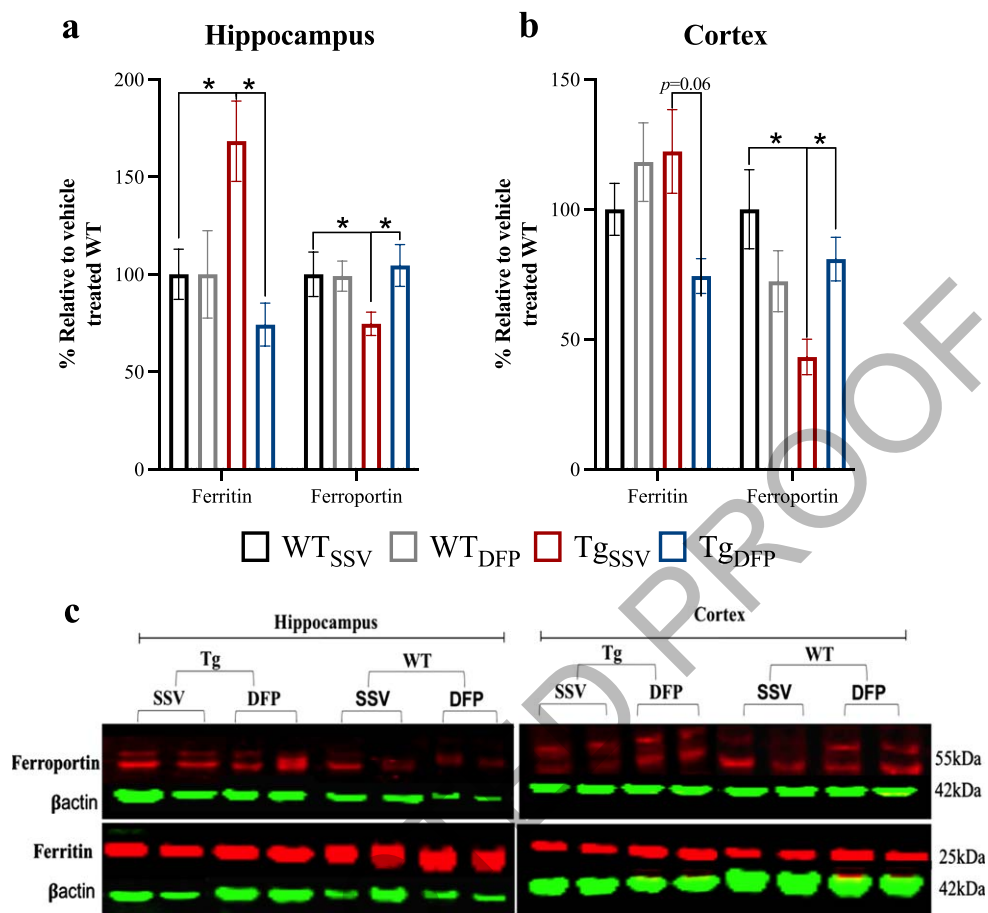 a Hippocampus
b Cortex
% Relative to vehicle
treated WT
200
150
100
50
0
* *
* *
Ferritin Ferroportin
% Relative to vehicle
treated WT
150
100
50
0
p=0.06
* *
Ferritin Ferroportin
WTSSV WTDFP TgSSV TgDFP
c
Hippocampus Cortex
Tg WT Tg WT
SSV DFP SSV DFP SSV DFP SSV DFP
Ferroportin 55kDa
βactin 42kDa
Ferritin 25kDa
βactin 42kDa
ED PROOF